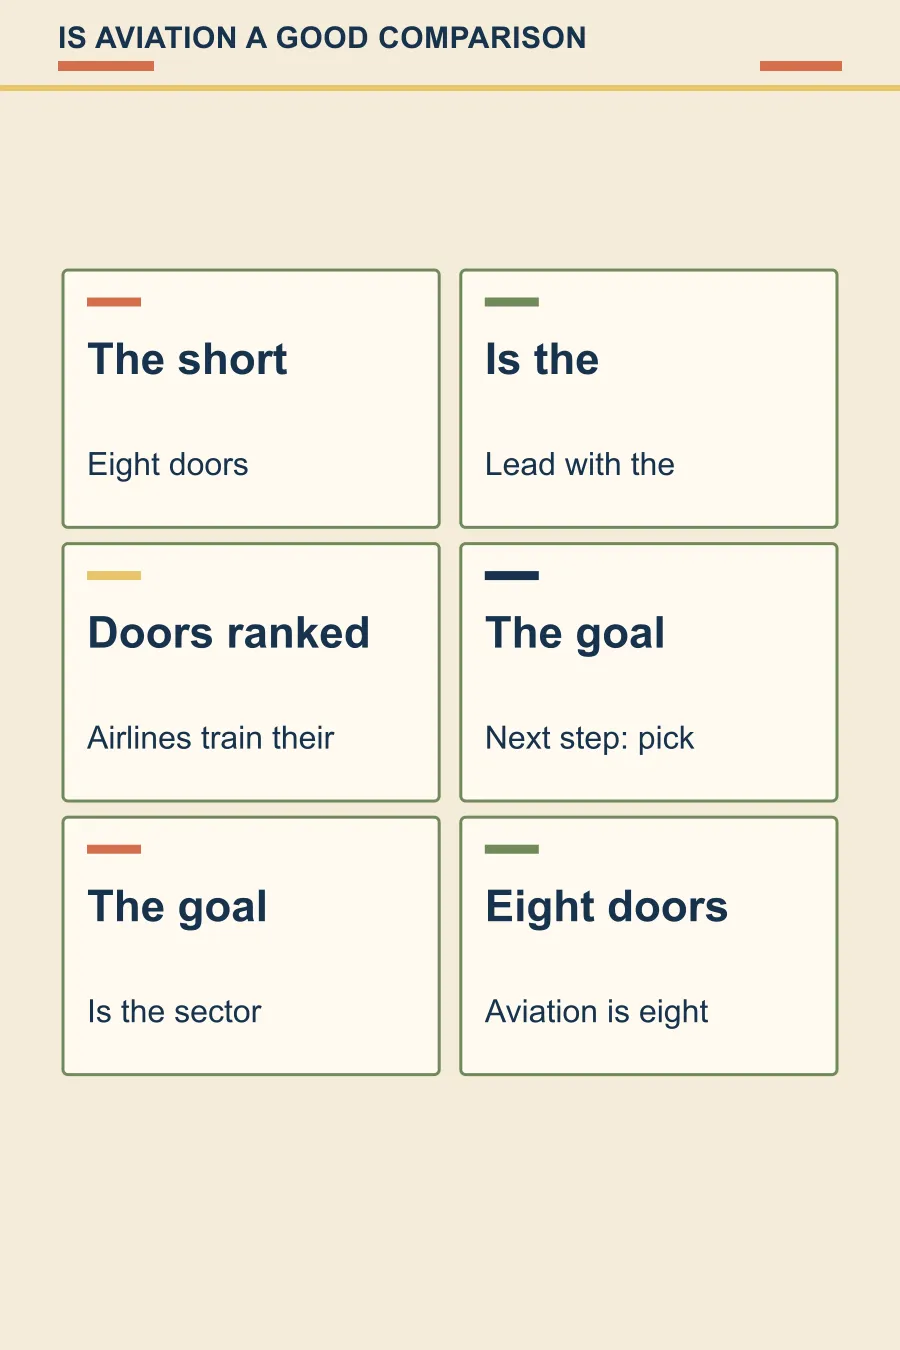 IS AVIATION A GOOD COMPARISON
The short
Eight doors
Is the
Lead with the
Doors ranked
Airlines train their
The goal
Next step: pick
The goal
Is the sector
Eight doors
Aviation is eight